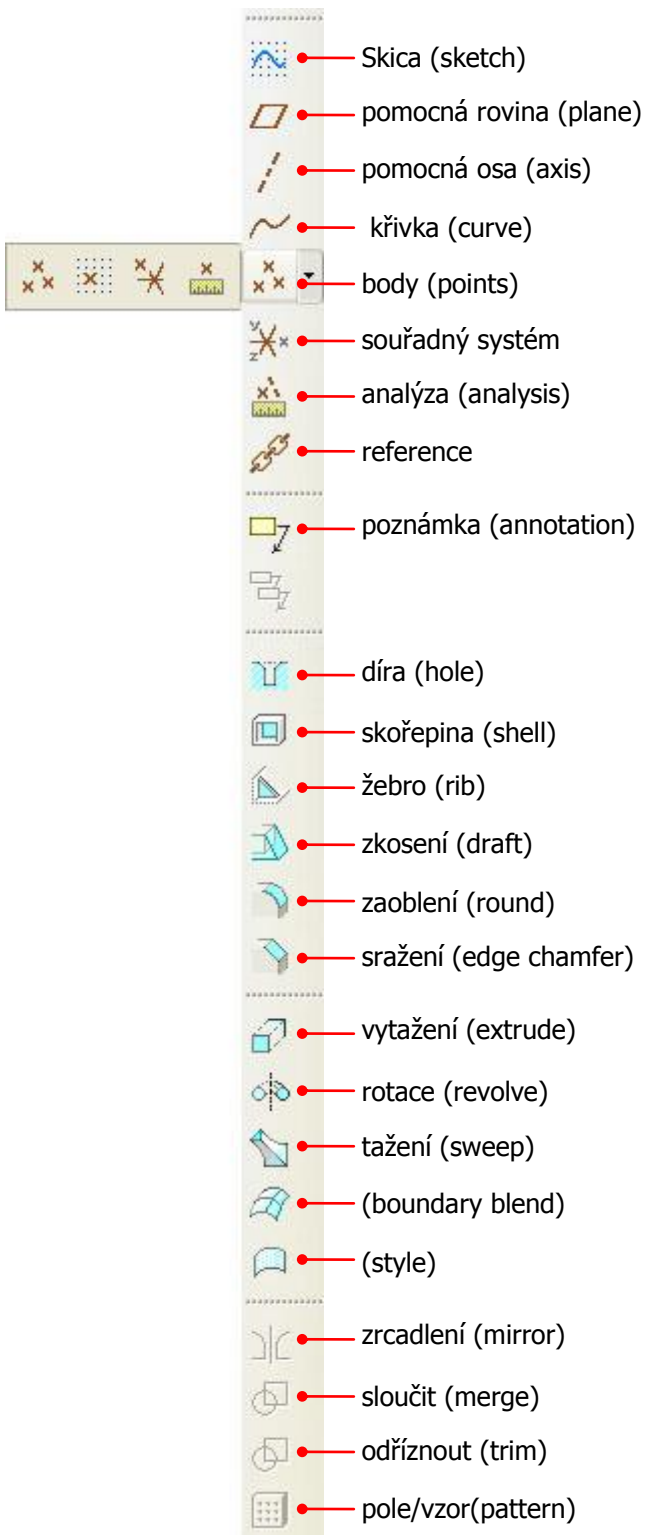 Skica (sketch)
pomocná rovina (plane)
pomocná osa (axis)
křivka (curve)
body (points)
souřadný systém
analýza (analysis)
reference
poznámka (annotation)
díra (hole)
skořepina (shell)
žebro (rib)
zkosení (draft)
zaoblení (round)
sražení (edge chamfer)
vytažení (extrude)
rotace (revolve)
tažení (sweep)
(boundary blend)
(style)
zrcadlení (mirror)
sloučit (merge)
odříznout (trim)
pole/vzor(pattern)